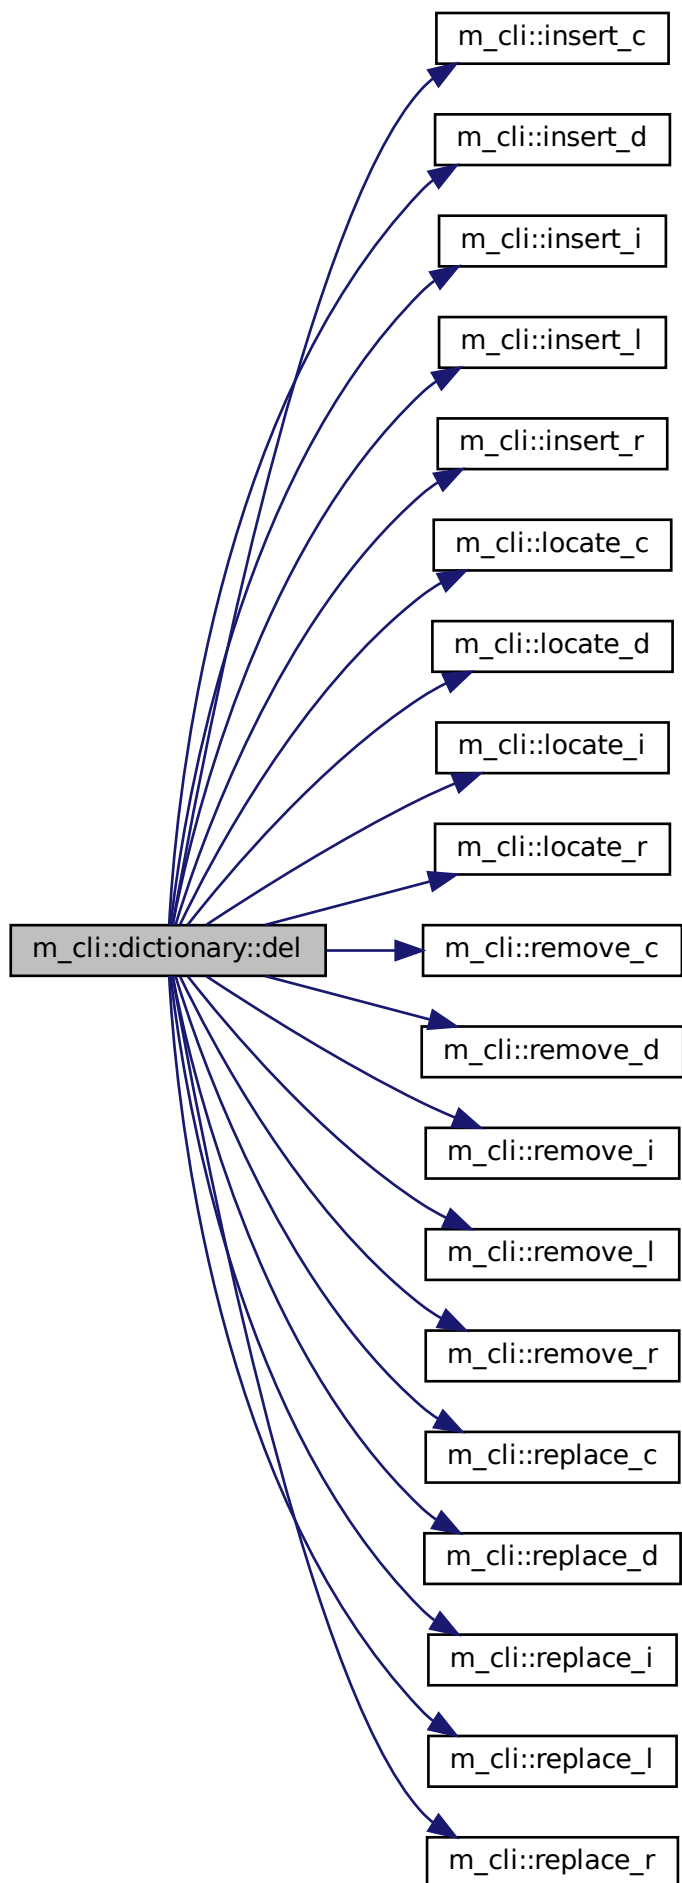 m_cli::insert_c
m_cli::insert_d
m_cli::insert_i
m_cli::insert_l
m_cli::insert_r
m_cli::locate_c
m_cli::locate_d
m_cli::locate_i
m_cli::locate_r
m_cli::dictionary::del
m_cli::remove_c
m_cli::remove_d
m_cli::remove_i
m_cli::remove_l
m_cli::remove_r
m_cli::replace_c
m_cli::replace_d
m_cli::replace_i
m_cli::replace_l
m_cli::replace_r